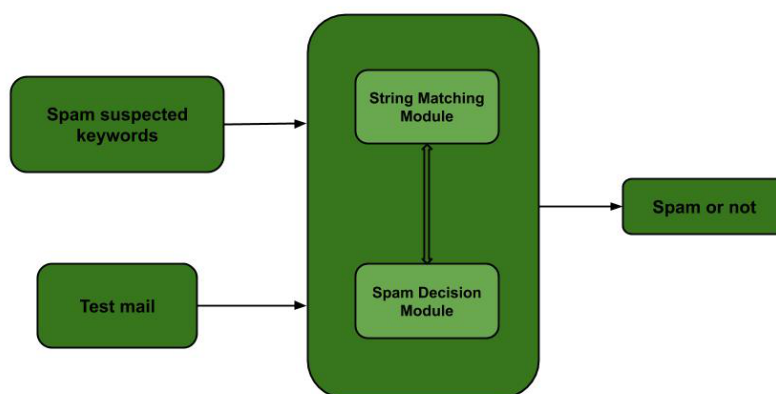 Spam suspected
keywords
String Matching
Module
Spam or not
Test mail
Spam Decision
Module